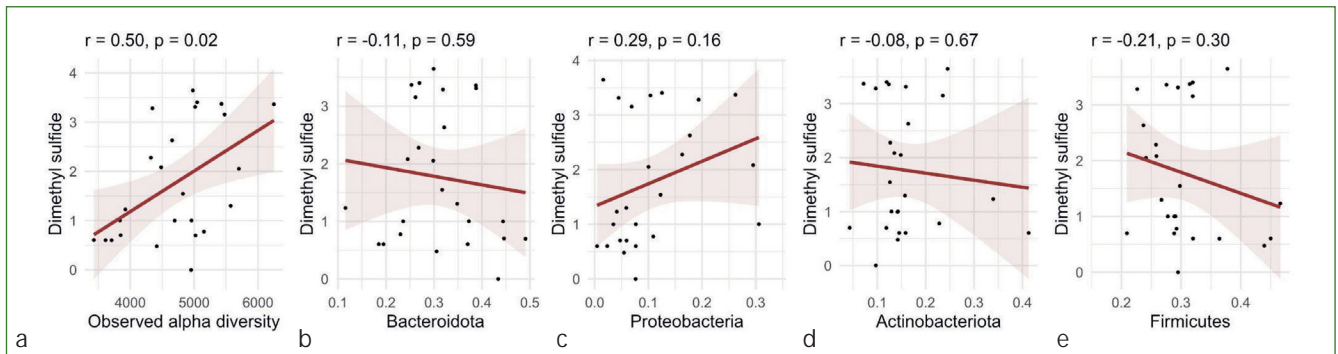 r = 0.50, p = 0.02
Dimethyl sulfide
4
3
2
1
0
4000 5000 6000
Observed alpha diversity
a
r = -0.11, p = 0.59
Dimethyl sulfide
3
2
1
0
0.1 0.2 0.3 0.4 0.5
Bacteroidota
b
r = 0.29, p = 0.16
Dimethyl sulfide
4
3
2
1
0
0.0 0.1 0.2 0.3
Proteobacteria
c
r = -0.08, p = 0.67
Dimethyl sulfide
3
2
1
0
0.1 0.2 0.3 0.4
Actinobacteriota
d
r = -0.21, p = 0.30
Dimethyl sulfide
3
2
1
0
0.2 0.3 0.4
Firmicutes
e